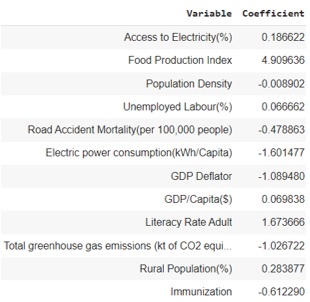 Variable Coefficient
Access to Electricity(%) 0.186622
Food Production Index 4.909636
Population Density -0.008902
Unemployed Labour(%) 0.066662
Road Accident Mortality(per 100,000 people) -0.478863
Electric power consumption(kWh/Capita) -1.601477
GDP Deflator -1.089480
GDP/Capita($) 0.069838
Literacy Rate Adult 1.673666
Total greenhouse gas emissions (kt of CO2 equi... -1.026722
Rural Population(%) 0.283877
Immunization -0.612290